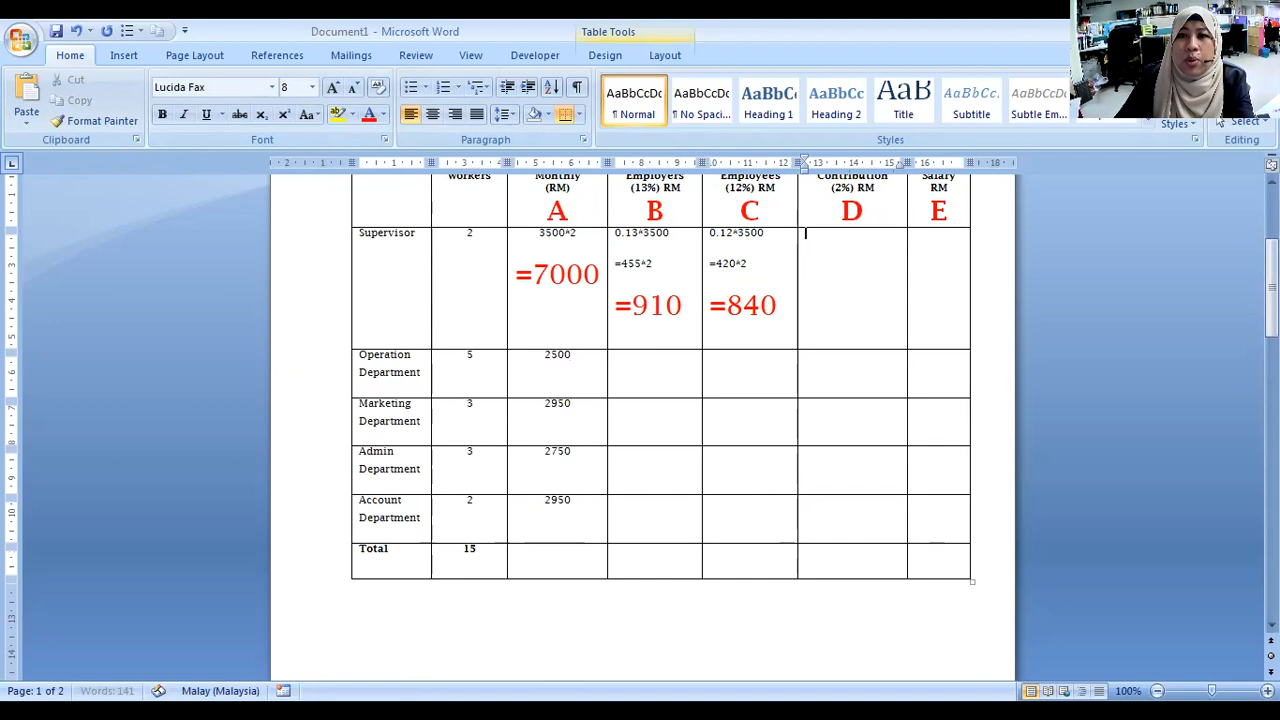 Document1 - Microsoft Word
Table Tools
Home Insert Page Layout References Mailings Review View Developer Design Layout
Paste
Cut
Copy
Format Painter
Clipboard
Lucida Fax 8
Font
Paragraph
AaBbCcDc ¶ Normal
AaBbCcDc ¶ No Spaci...
AaBbC Heading 1
AaBbCc Heading 2
AaB Title
AaBbCc. Subtitle
AaBbCcDc Subtle Em...
Styles
Styles
Select
Editing
workers Monthly (RM) Employers (13%) RM Employees (12%) RM Contribution (2%) RM Salary RM
A B C D E
Supervisor 2 3500*2 0.13*3500 0.12*3500
=455*2 =420*2
=7000
=910 =840
Operation Department 5 2500
Marketing Department 3 2950
Admin Department 3 2750
Account Department 2 2950
Total 15
Page: 1 of 2 Words: 141 Malay (Malaysia) 100%